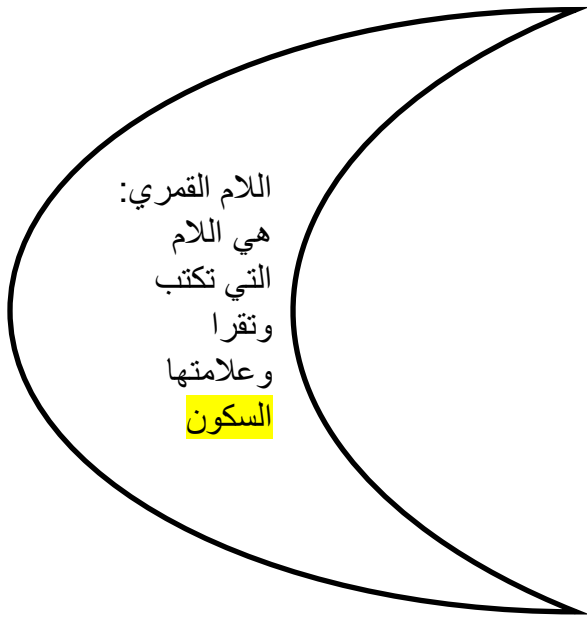 اللام القمري:
هي اللام
التي تكتب
وتقرا
وعلامتها
السكون